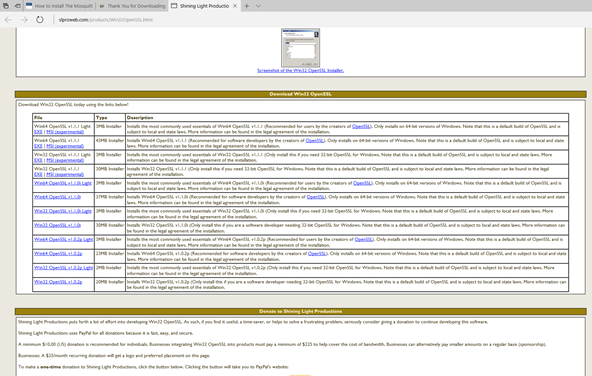 How to Install The Mosquitt
Thank You for Downloading
Shining Light Productio
slproweb.com/products/Win32OpenSSL.html
Screenshot of the Win32 OpenSSL Installer.
Download Win32 OpenSSL
Download Win32 OpenSSL today using the links below!
File Type Description
Win64 OpenSSL v1.1.1 Light
EXE | MSI (experimental)
3MB Installer
Installs the most commonly used essentials of Win64 OpenSSL v1.1.1 (Recommended for users by the creators of OpenSSL). Only installs on 64-bit versions of Windows. Note that this is a default build of OpenSSL and is
subject to local and state laws. More information can be found in the legal agreement of the installation.
Win64 OpenSSL v1.1.1
EXE | MSI (experimental)
43MB Installer
Installs Win64 OpenSSL v1.1.1 (Recommended for software developers by the creators of OpenSSL). Only installs on 64-bit versions of Windows. Note that this is a default build of OpenSSL and is subject to local and state
laws. More information can be found in the legal agreement of the installation.
Win32 OpenSSL v1.1.1 Light
EXE | MSI (experimental)
3MB Installer
Installs the most commonly used essentials of Win32 OpenSSL v1.1.1 (Only install this if you need 32-bit OpenSSL for Windows. Note that this is a default build of OpenSSL and is subject to local and state laws. More
information can be found in the legal agreement of the installation.
Win32 OpenSSL v1.1.1
EXE | MSI (experimental)
30MB Installer
Installs Win32 OpenSSL v1.1.1 (Only install this if you need 32-bit OpenSSL for Windows. Note that this is a default build of OpenSSL and is subject to local and state laws. More information can be found in the legal
agreement of the installation.
Win64 OpenSSL v1.1.0i Light
3MB Installer
Installs the most commonly used essentials of Win64 OpenSSL v1.1.0i (Recommended for users by the creators of OpenSSL). Only installs on 64-bit versions of Windows. Note that this is a default build of OpenSSL and is
subject to local and state laws. More information can be found in the legal agreement of the installation.
Win64 OpenSSL v1.1.0i
37MB Installer
Installs Win64 OpenSSL v1.1.0i (Recommended for software developers by the creators of OpenSSL). Only installs on 64-bit versions of Windows. Note that this is a default build of OpenSSL and is subject to local and state
laws. More information can be found in the legal agreement of the installation.
Win32 OpenSSL v1.1.0i Light
3MB Installer
Installs the most commonly used essentials of Win32 OpenSSL v1.1.0i (Only install this if you need 32-bit OpenSSL for Windows. Note that this is a default build of OpenSSL and is subject to local and state laws. More
information can be found in the legal agreement of the installation.
Win32 OpenSSL v1.1.0i
30MB Installer
Installs Win32 OpenSSL v1.1.0i (Only install this if you are a software developer needing 32-bit OpenSSL for Windows. Note that this is a default build of OpenSSL and is subject to local and state laws. More information can
be found in the legal agreement of the installation.
Win64 OpenSSL v1.0.2p Light
3MB Installer
Installs the most commonly used essentials of Win64 OpenSSL v1.0.2p (Recommended for users by the creators of OpenSSL). Only installs on 64-bit versions of Windows. Note that this is a default build of OpenSSL and is
subject to local and state laws. More information can be found in the legal agreement of the installation.
Win64 OpenSSL v1.0.2p
23MB Installer
Installs Win64 OpenSSL v1.0.2p (Recommended for software developers by the creators of OpenSSL). Only installs on 64-bit versions of Windows. Note that this is a default build of OpenSSL and is subject to local and state
laws. More information can be found in the legal agreement of the installation.
Win32 OpenSSL v1.0.2p Light
2MB Installer
Installs the most commonly used essentials of Win32 OpenSSL v1.0.2p (Only install this if you need 32-bit OpenSSL for Windows. Note that this is a default build of OpenSSL and is subject to local and state laws. More
information can be found in the legal agreement of the installation.
Win32 OpenSSL v1.0.2p
20MB Installer
Installs Win32 OpenSSL v1.0.2p (Only install this if you are a software developer needing 32-bit OpenSSL for Windows. Note that this is a default build of OpenSSL and is subject to local and state laws. More information can
be found in the legal agreement of the installation.
Donate to Shining Light Productions
Shining Light Productions puts forth a lot of effort into developing Win32 OpenSSL. As such, if you find it useful, a time-saver, or helps to solve a frustrating problem, seriously consider giving a donation to continue developing this software.
Shining Light Productions uses PayPal for all donations because it is fast, easy, and secure.
A minimum $10.00 (US) donation is recommended for individuals. Businesses integrating Win32 OpenSSL into products must pay a minimum of $225 to help cover the cost of bandwidth. Businesses can alternatively pay smaller amounts on a regular basis (sponsorship).
Businesses: A $25/month recurring donation will get a logo and preferred placement on this page.
To make a one-time donation to Shining Light Productions, click the button below. Clicking the button will take you to PayPal's website: